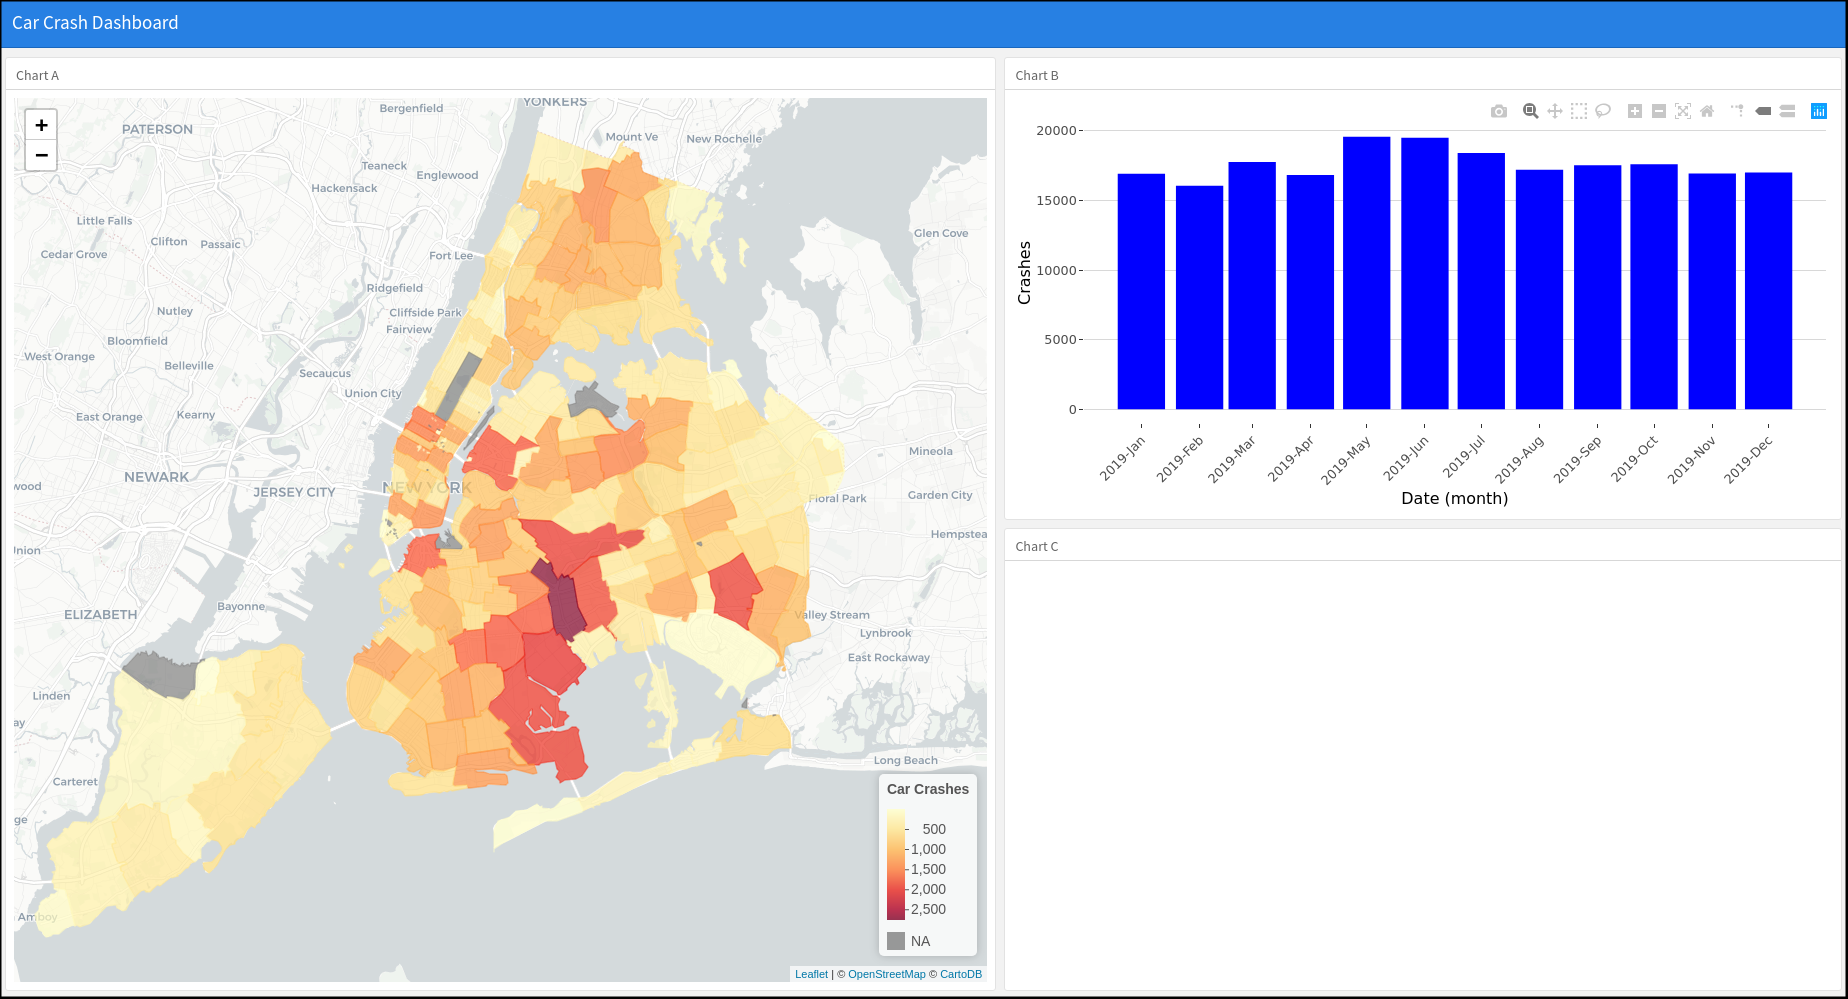 Car Crash Dashboard
Chart A
+
−
YONKERS
Bergenfield
PATERSON
Mount Ve
New Rochelle
Teaneck
Englewood
Hackensack
Little Falls
Clifton
Passaic
Cedar Grove
Fort Lee
Glen Cove
Ridgefield
Nutley
Cliffside Park
Fairview
Bloomfield
West Orange
Belleville
Secaucus
Union City
East Orange
Kearny
Mineola
NEWARK
wood
JERSEY CITY
NEW YORK
Floral Park
Garden City
Hempstea
nion
Bayonne
ELIZABETH
Valley Stream
Lynbrook
East Rockaway
Linden
ay
Long Beach
Carteret
ge
Amboy
Car Crashes
500
1,000
1,500
2,000
2,500
NA
Leaflet | © OpenStreetMap © CartoDB
Chart B
20000
15000
10000
5000
0
Crashes
2019-Jan
2019-Feb
2019-Mar
2019-Apr
2019-May
2019-Jun
2019-Jul
2019-Aug
2019-Sep
2019-Oct
2019-Nov
2019-Dec
Date (month)
Chart C